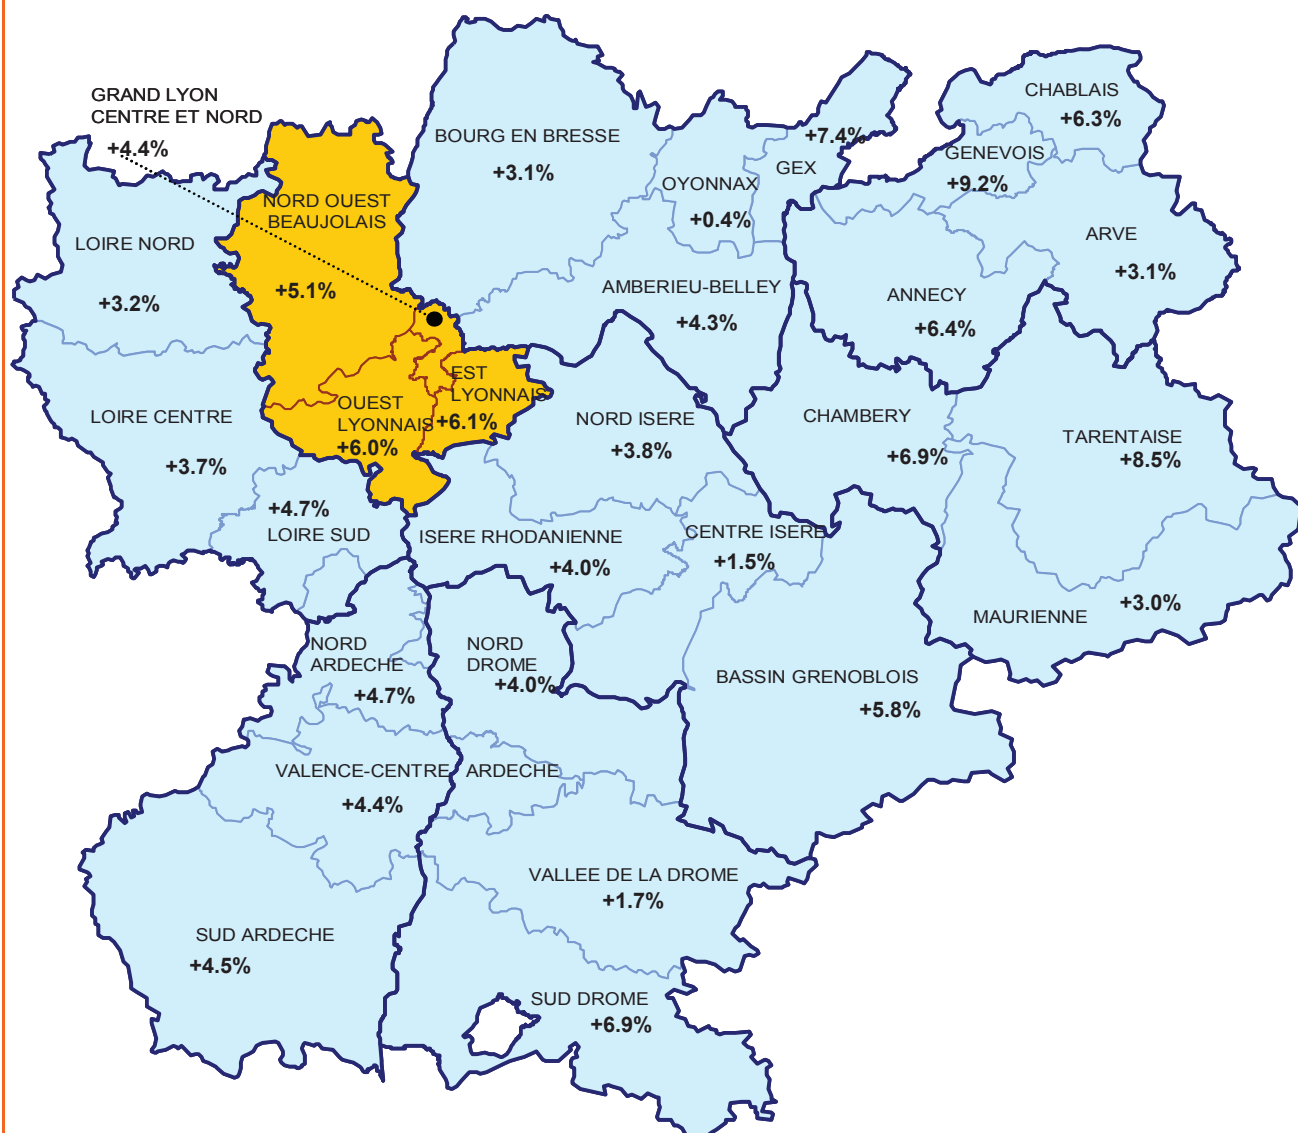 GRAND LYON
CENTRE ET NORD
+4.4%
CHABLAIS
+6.3%
BOURG EN BRESSE
+3.1%
+7.4%
GEX
GENEVOIS
+9.2%
OYONNAX
+0.4%
NORD OUEST
BEAUJOLAIS
+5.1%
LOIRE NORD
+3.2%
ARVE
+3.1%
AMBERIEU-BELLEY
+4.3%
ANNECY
+6.4%
EST
LYONNAIS
+6.1%
OUEST
LYONNAIS
+6.0%
LOIRE CENTRE
+3.7%
NORD ISERE
+3.8%
CHAMBERY
+6.9%
TARENTAISE
+8.5%
+4.7%
LOIRE SUD
ISERE RHODANIENNE
+4.0%
CENTRE ISERE
+1.5%
MAURIENNE
+3.0%
NORD
ARDECHE
+4.7%
NORD
DROME
+4.0%
BASSIN GRENOBLOIS
+5.8%
VALENCE-CENTRE ARDECHE
+4.4%
VALLEE DE LA DROME
+1.7%
SUD ARDECHE
+4.5%
SUD DROME
+6.9%